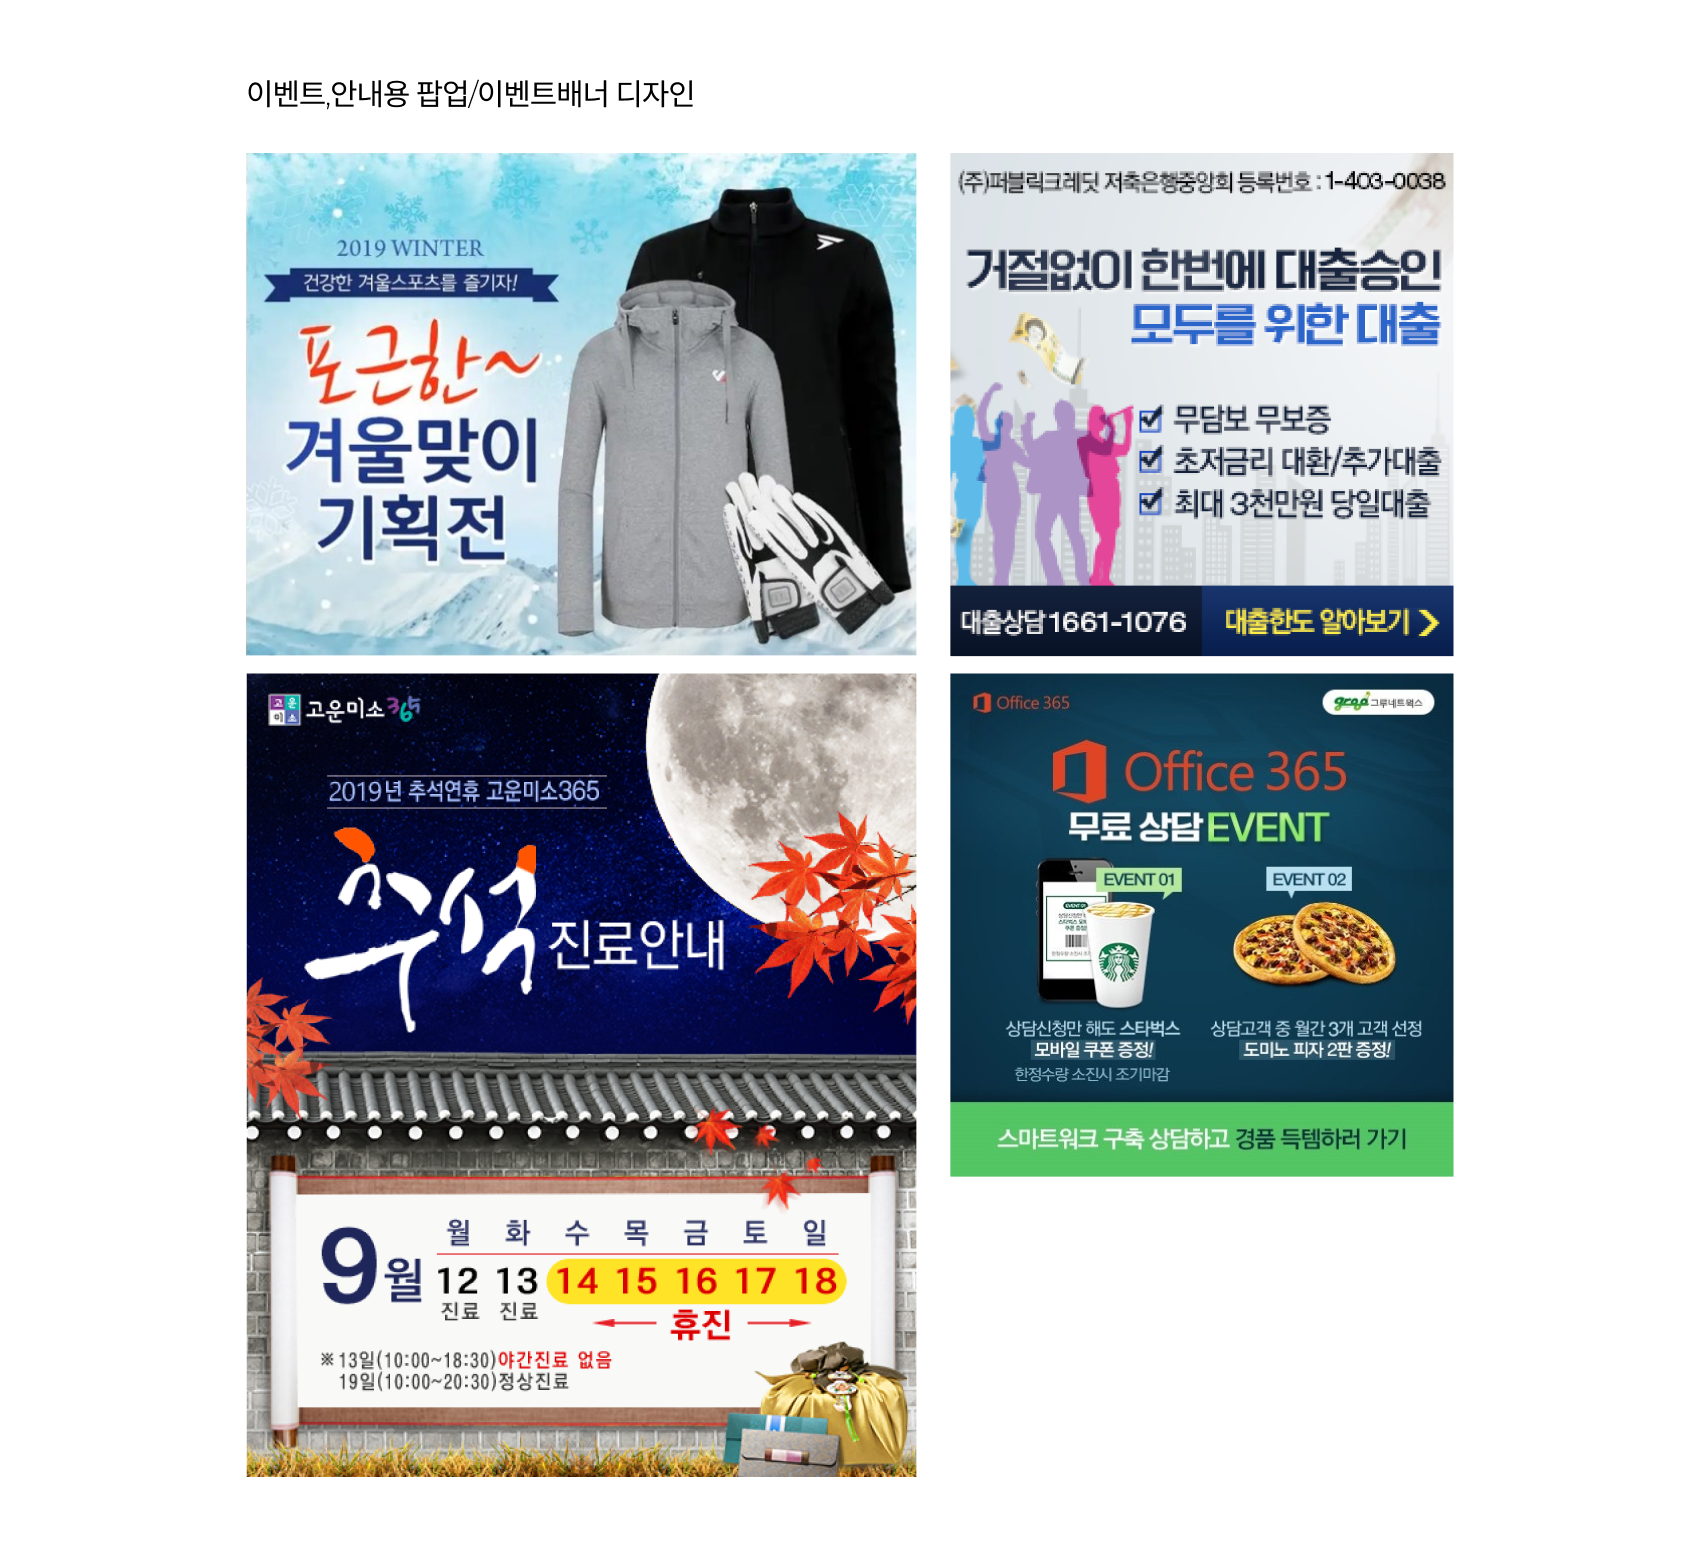 이벤트,안내용 팝업/이벤트배너 디자인
2019 WINTER
건강한 겨울스포츠를 즐기자!
포근한~
겨울맞이
기획전
(주)퍼블릭크레딧 저축은행중앙회 등록번호 : 1-403-0038
거절없이 한번에 대출승인
모두를 위한 대출
무담보 무보증
초저금리 대환/추가대출
최대 3천만원 당일대출
대출상담 1661-1076
대출한도 알아보기
고운미소
고운미소365
2019년 추석연휴 고운미소365
추석 진료안내
9월
월 화 수 목 금 토 일
12 13 14 15 16 17 18
진료 진료
휴진
※ 13일(10:00~18:30)야간진료 없음
19일(10:00~20:30)정상진료
Office 365
그루네트웍스
Office 365
무료 상담 EVENT
EVENT 01
EVENT 01
상담신청만 해도 스타벅스
모바일 쿠폰 증정!
한정수량 소진시 조기마감
EVENT 02
상담고객 중 월간 3개 고객 선정
도미노 피자 2판 증정!
스마트워크 구축 상담하고 경품 득템하러 가기